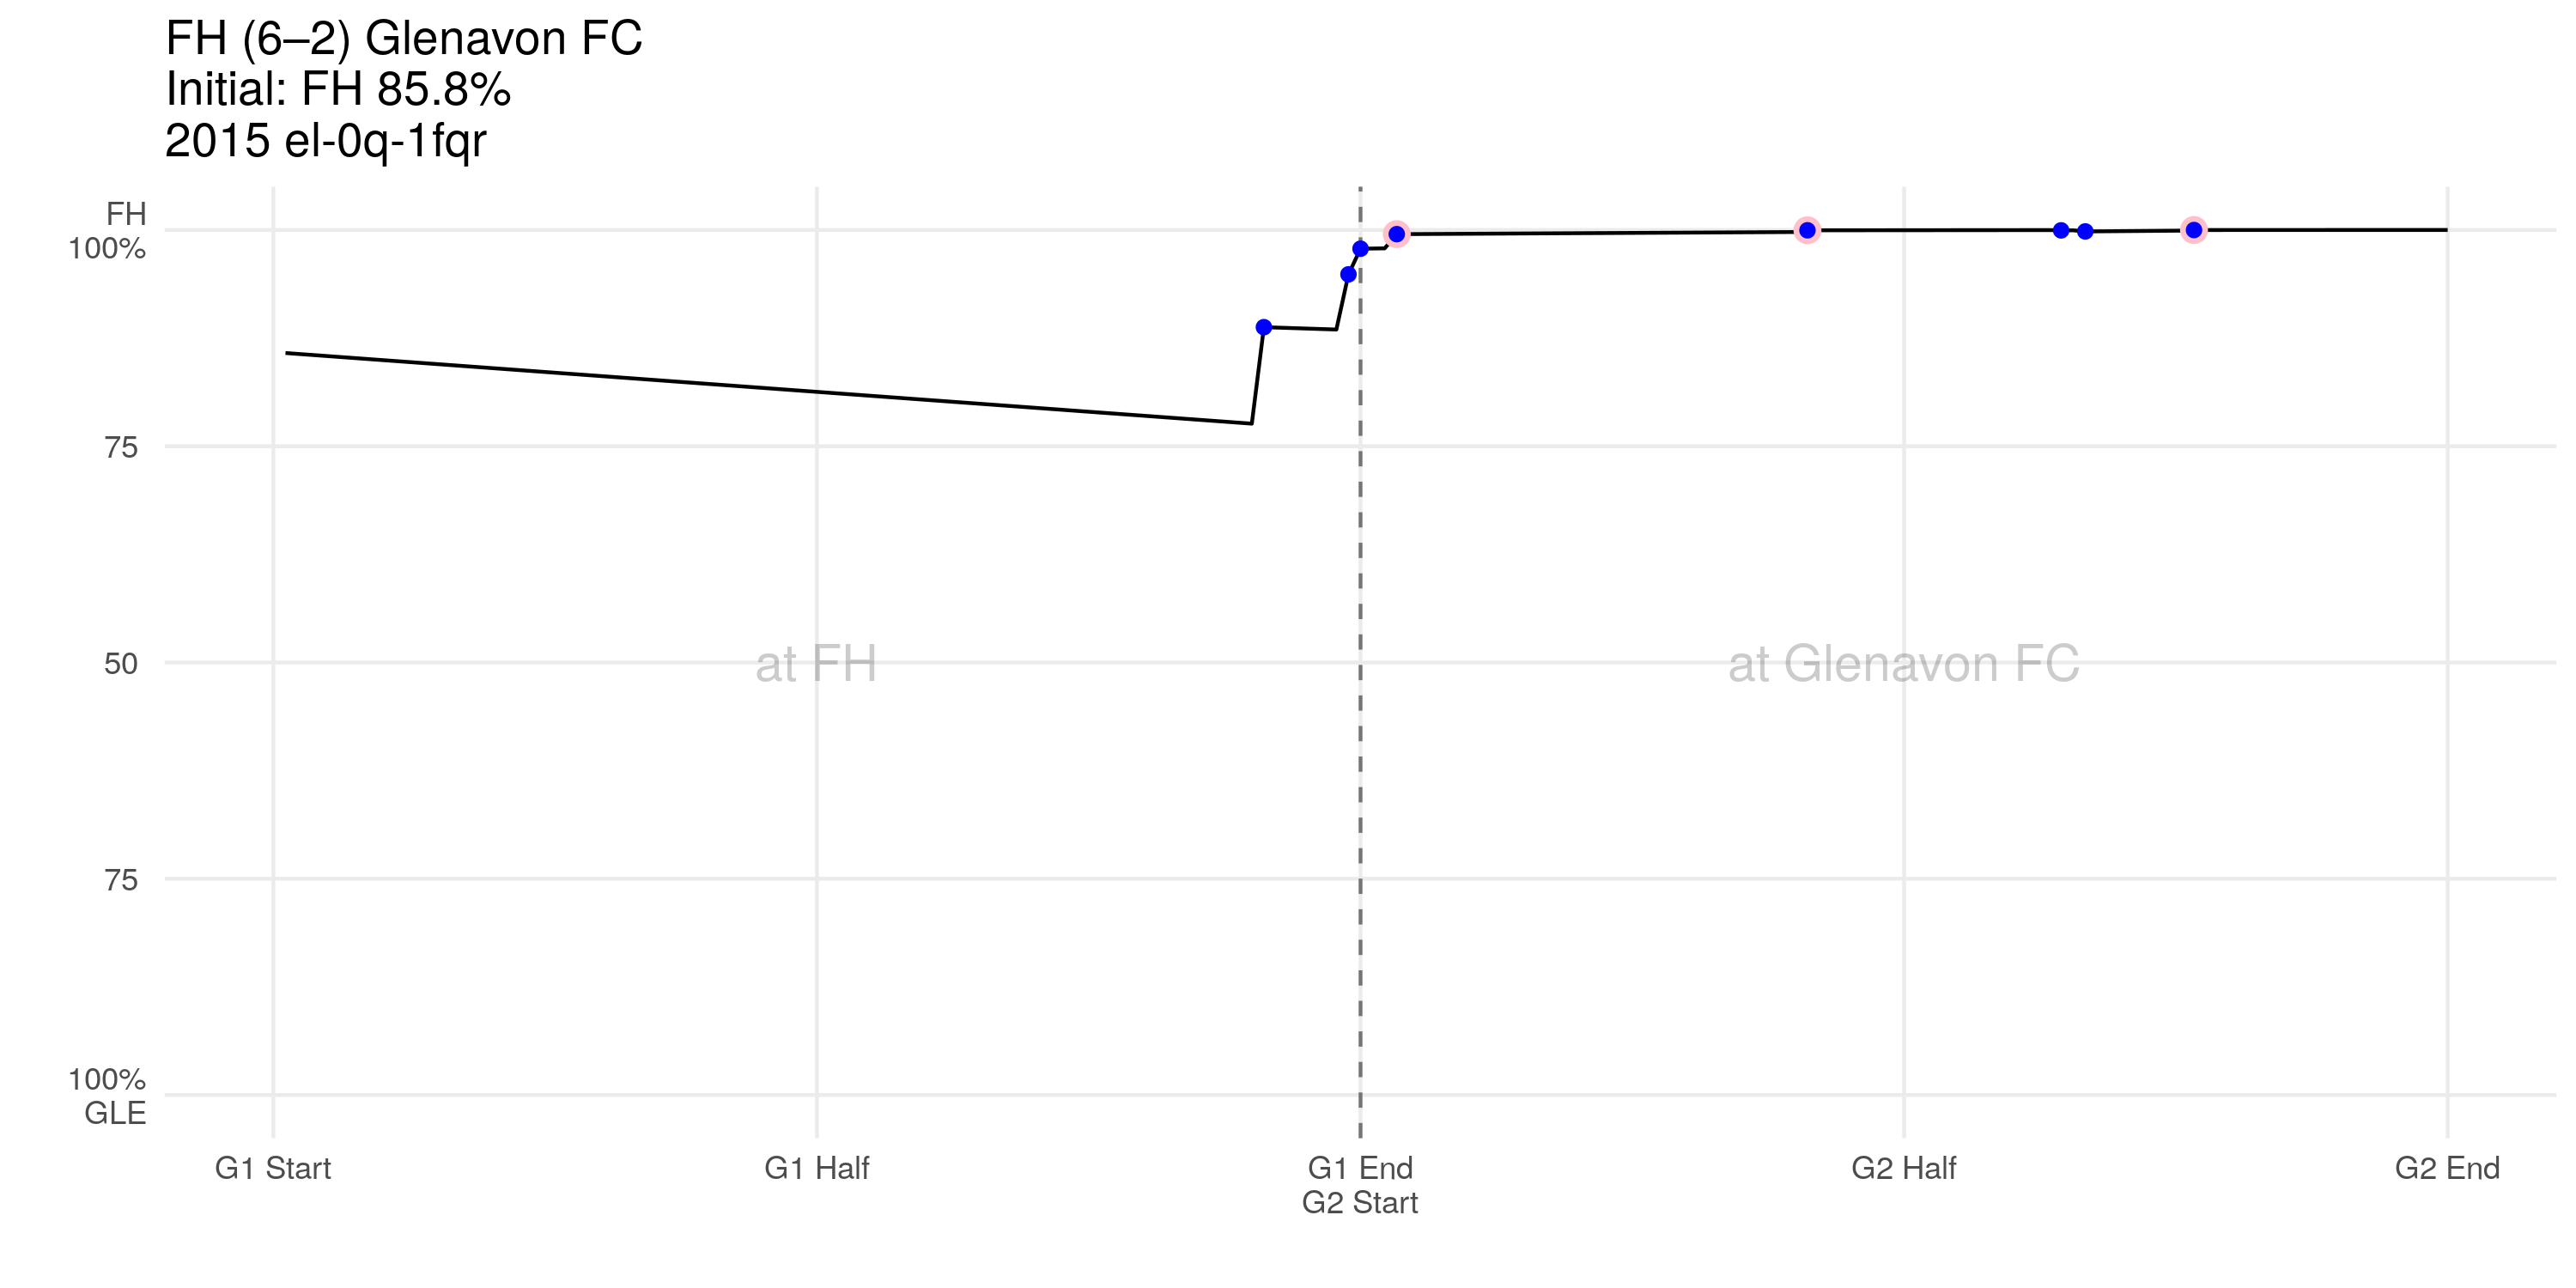 FH (6–2) Glenavon FC
Initial: FH 85.8%
2015 el-0q-1fqr
FH
100%
75
50
75
100%
GLE
at FH
at Glenavon FC
G1 Start
G1 Half
G1 End
G2 Start
G2 Half
G2 End